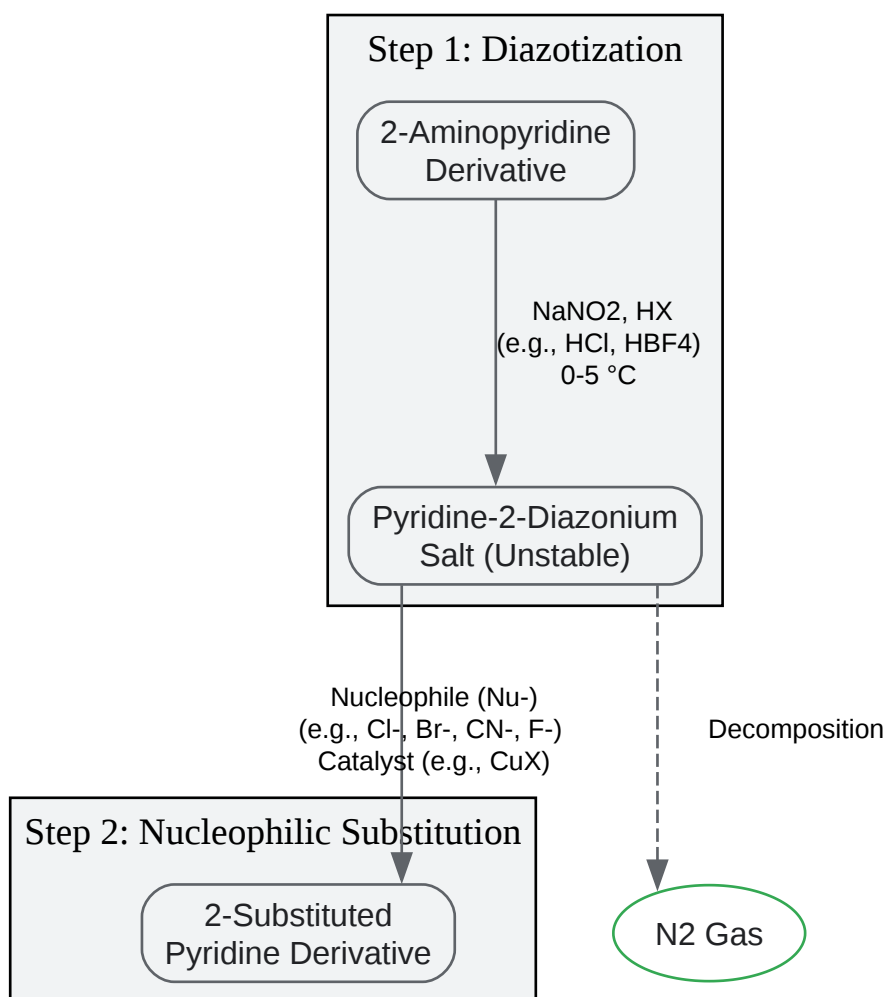 Step 1: Diazotization
2-Aminopyridine
Derivative
NaNO2, HX
(e.g., HCl, HBF4)
0-5 °C
Pyridine-2-Diazonium
Salt (Unstable)
Nucleophile (Nu-)
(e.g., Cl-, Br-, CN-, F-)
Catalyst (e.g., CuX)
Decomposition
Step 2: Nucleophilic Substitution
2-Substituted
Pyridine Derivative
N2 Gas